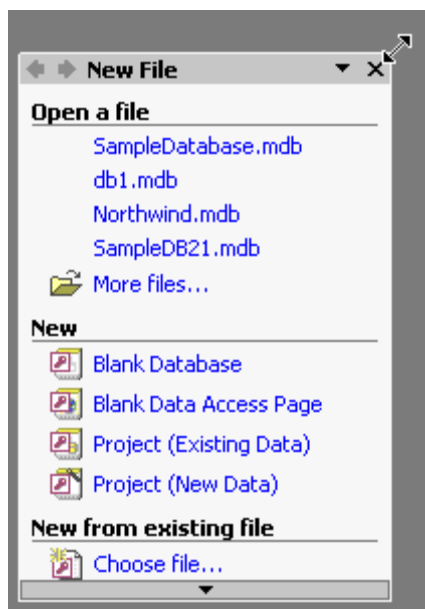 New File
Open a file
SampleDatabase.mdb
db1.mdb
Northwind.mdb
SampleDB21.mdb
More files...
New
Blank Database
Blank Data Access Page
Project (Existing Data)
Project (New Data)
New from existing file
Choose file...